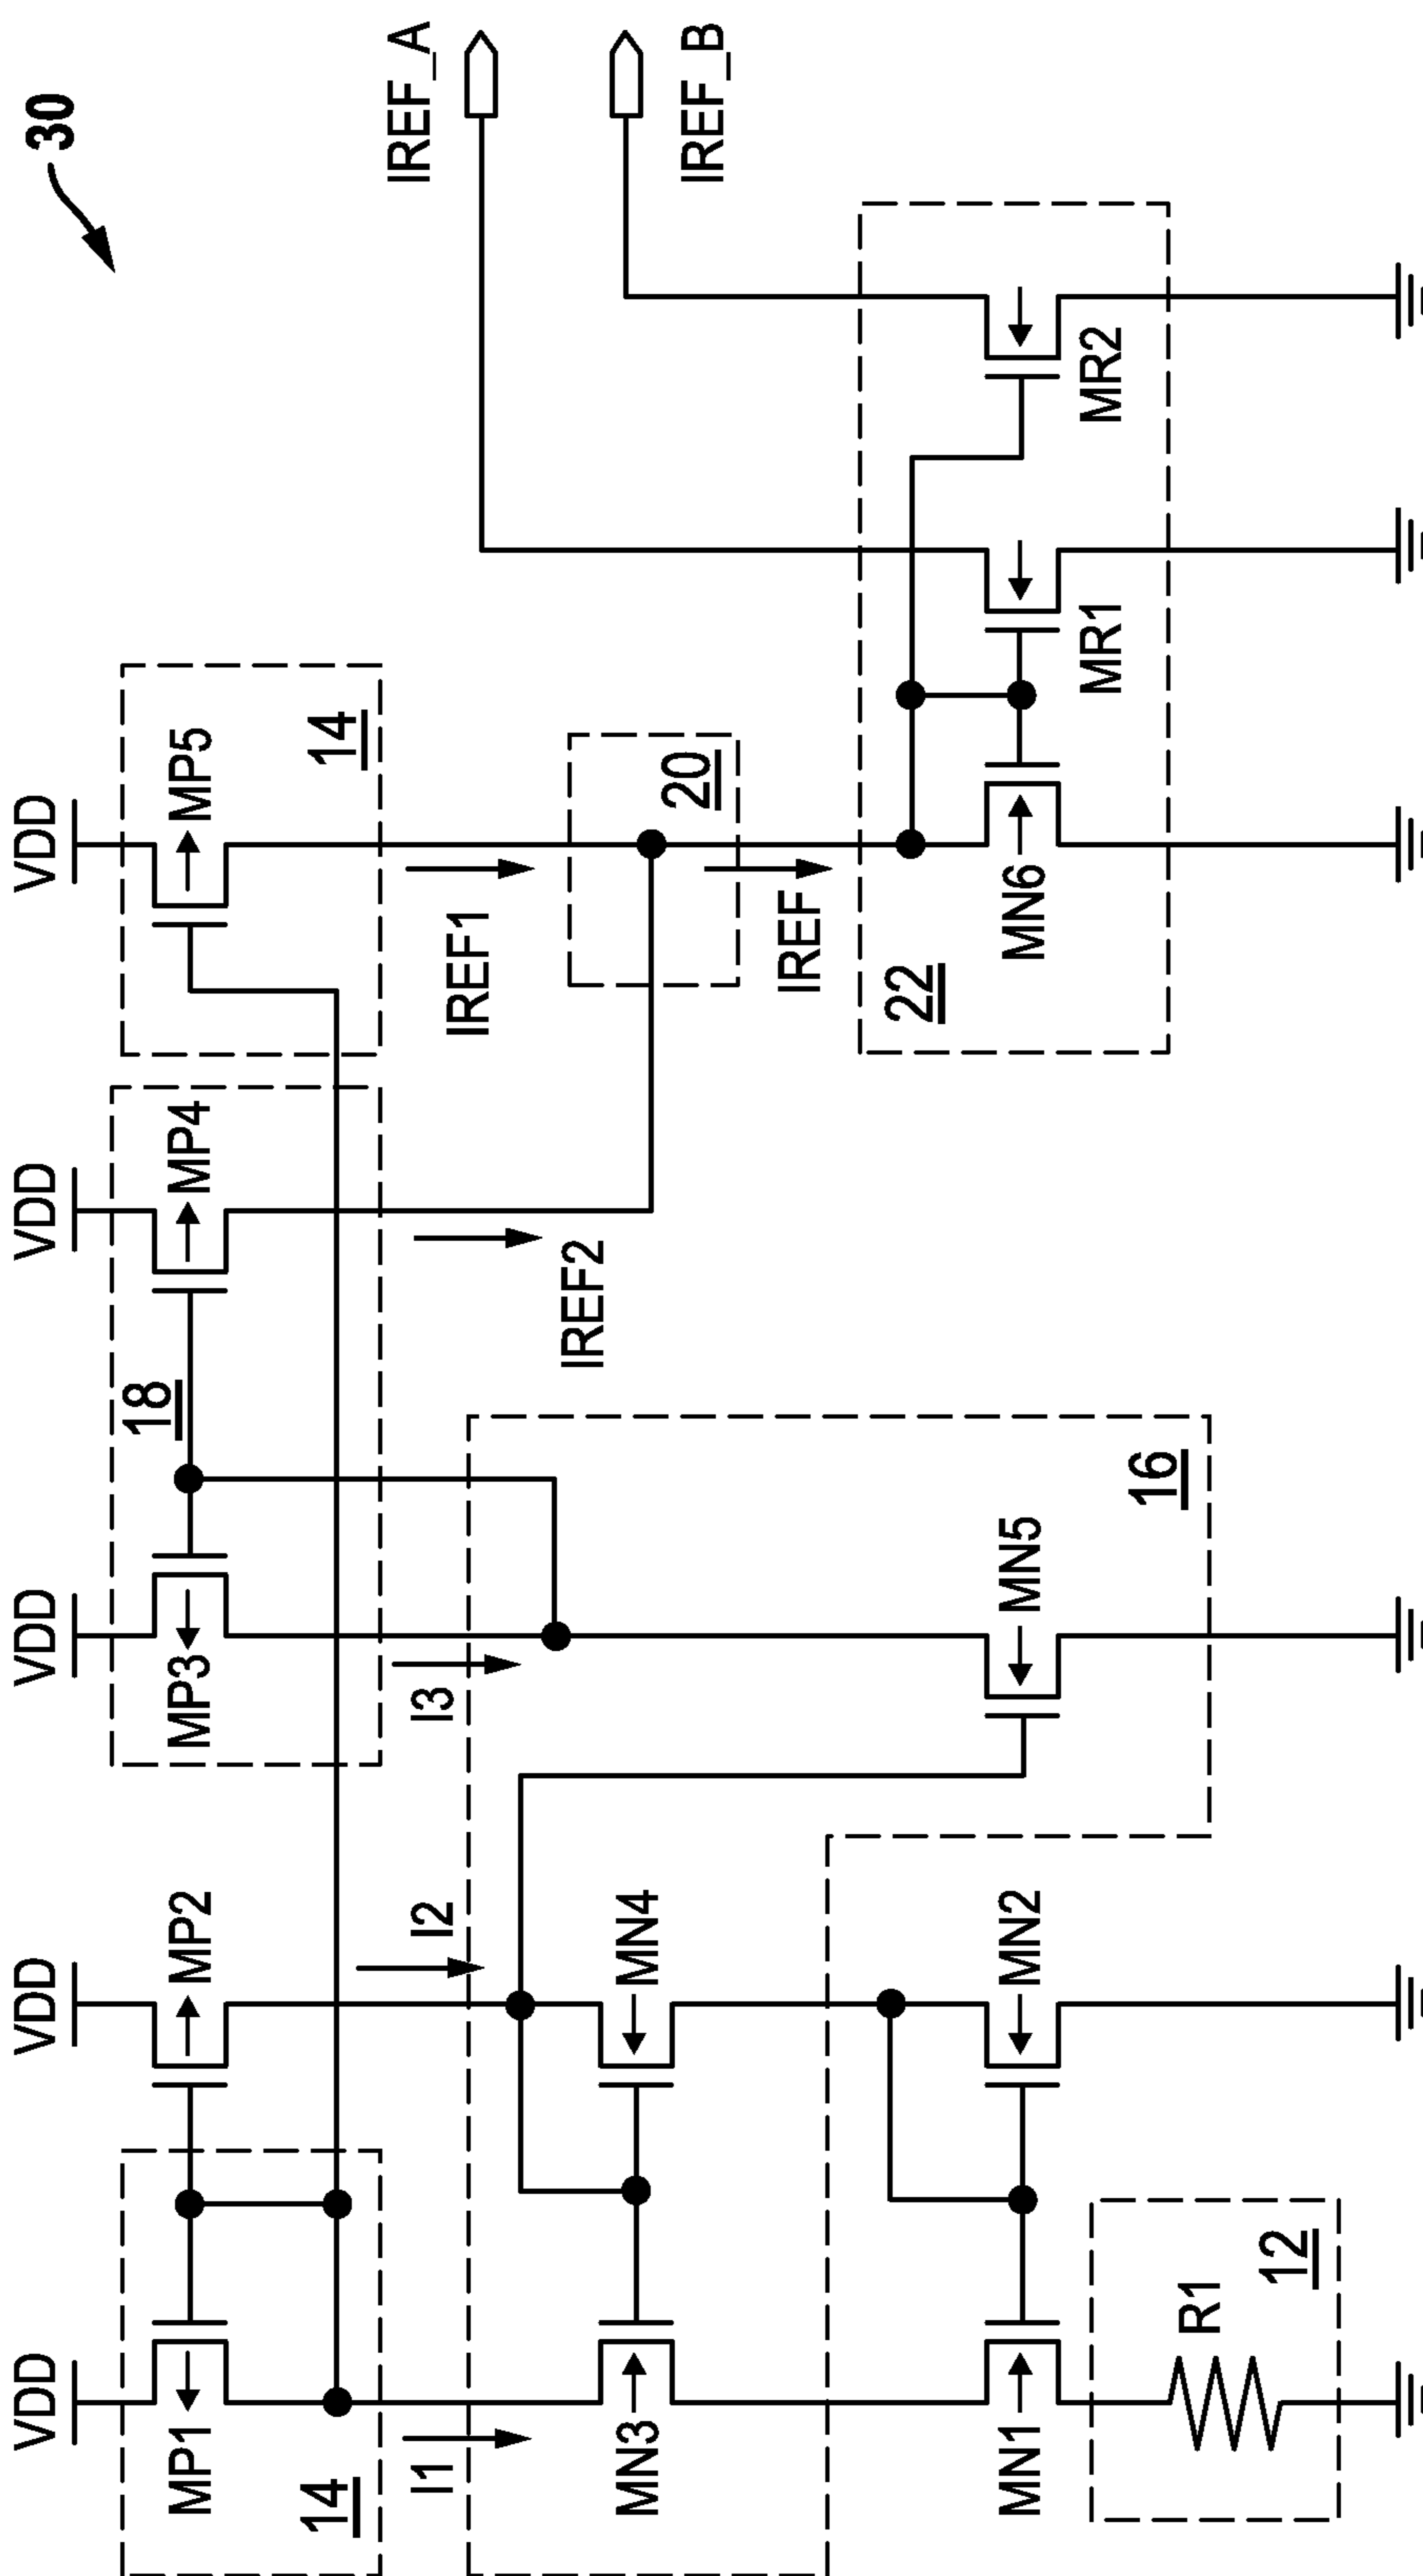 30
VDD
VDD
VDD
VDD
VDD
MP1
MP2
MP3
18
MP4
MP5
14
14
I1
I2
I3
IREF2
IREF1
IREF_A
20
IREF
IREF_B
MN3
MN4
22
MN1
MN2
MN5
MN6
MR1
MR2
16
R1
12